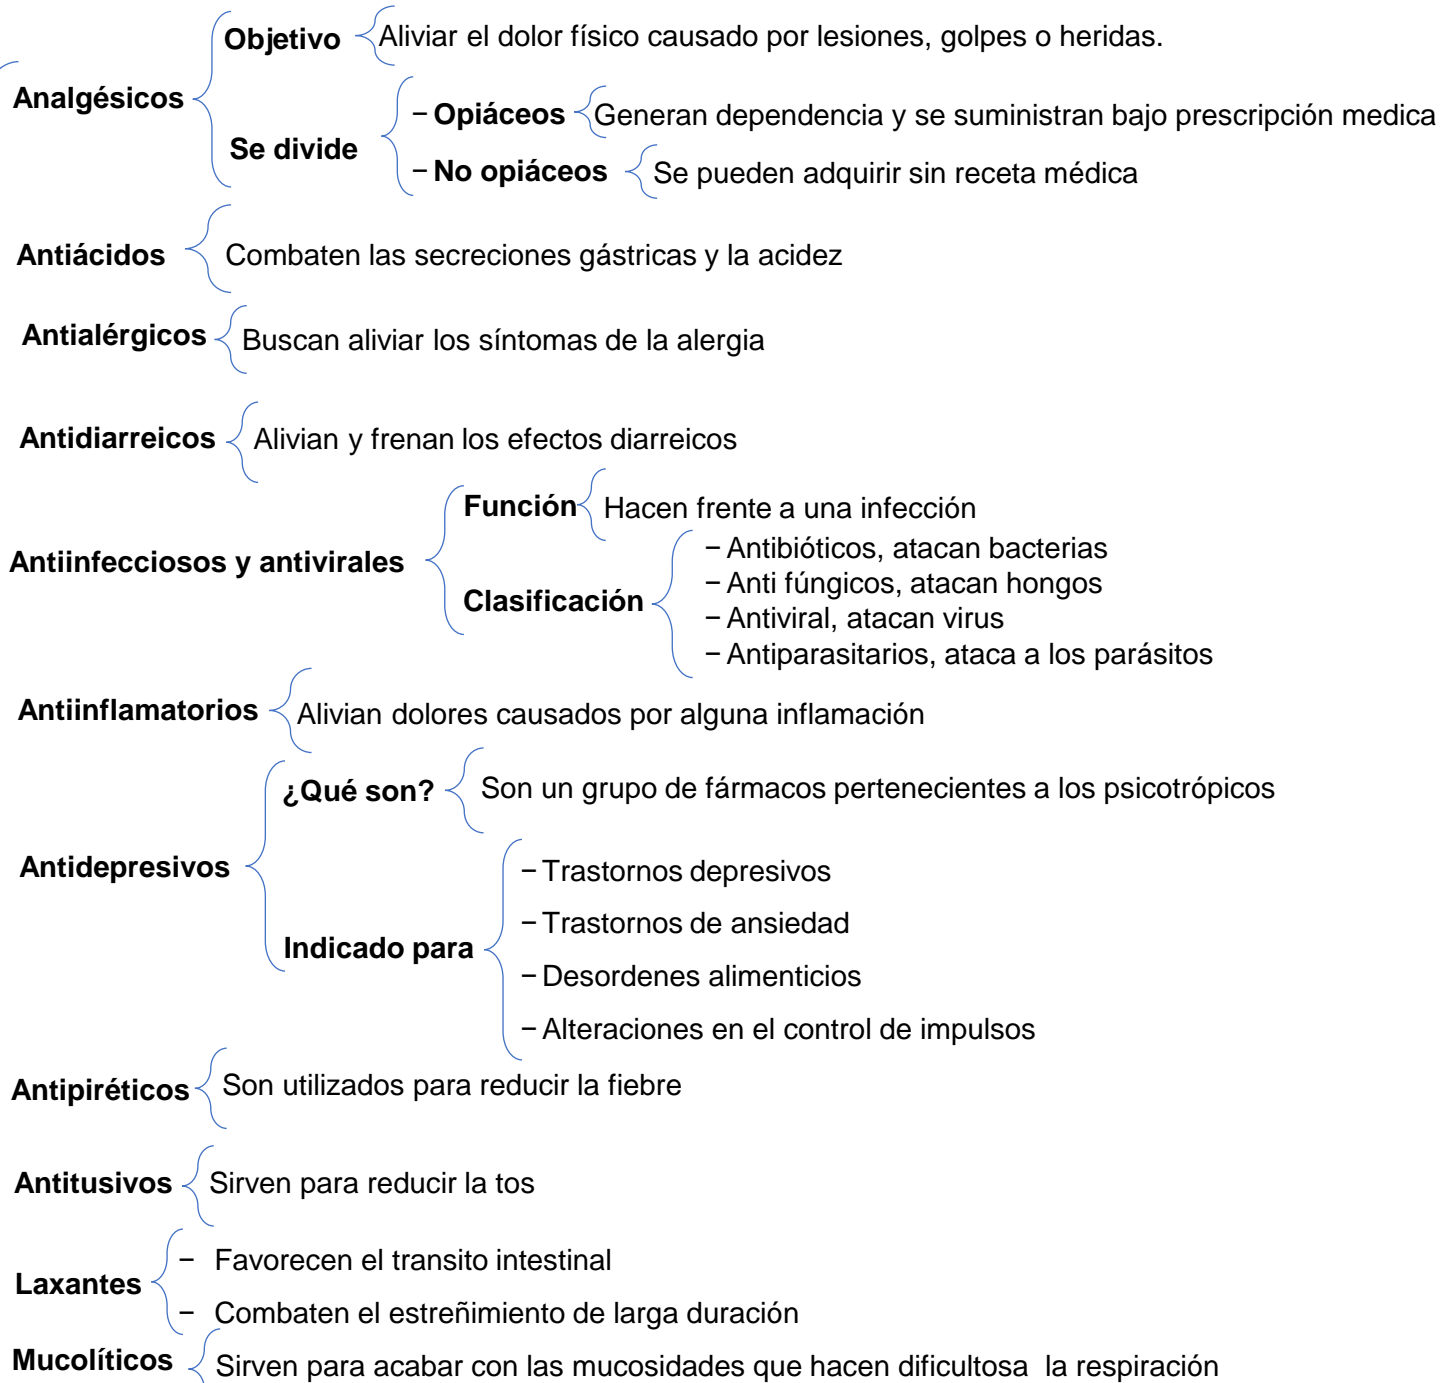 Objetivo Aliviar el dolor físico causado por lesiones, golpes o heridas.
Analgésicos
Se divide
− Opiáceos Generan dependencia y se suministran bajo prescripción medica
− No opiáceos Se pueden adquirir sin receta médica
Antiácidos Combaten las secreciones gástricas y la acidez
Antialérgicos Buscan aliviar los síntomas de la alergia
Antidiarreicos Alivian y frenan los efectos diarreicos
Antiinfecciosos y antivirales
Función Hacen frente a una infección
Clasificación
− Antibióticos, atacan bacterias
− Anti fúngicos, atacan hongos
− Antiviral, atacan virus
− Antiparasitarios, ataca a los parásitos
Antiinflamatorios Alivian dolores causados por alguna inflamación
Antidepresivos
¿Qué son? Son un grupo de fármacos pertenecientes a los psicotrópicos
Indicado para
− Trastornos depresivos
− Trastornos de ansiedad
− Desordenes alimenticios
− Alteraciones en el control de impulsos
Antipiréticos Son utilizados para reducir la fiebre
Antitusivos Sirven para reducir la tos
Laxantes
− Favorecen el transito intestinal
− Combaten el estreñimiento de larga duración
Mucolíticos Sirven para acabar con las mucosidades que hacen dificultosa la respiración